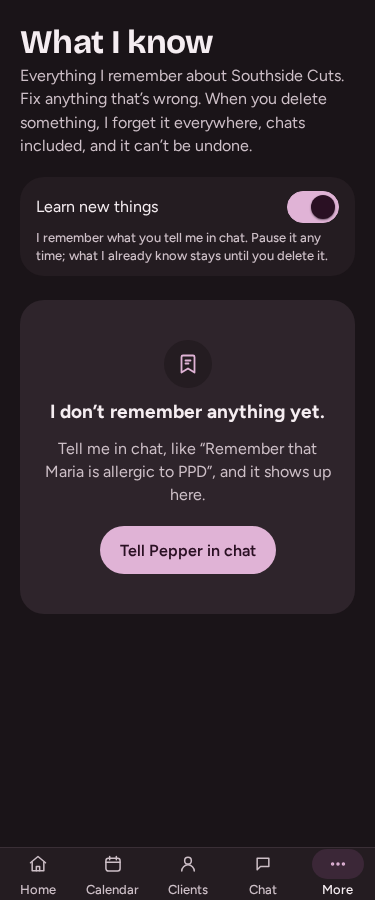 What I know
Everything I remember about Southside Cuts.
Fix anything that’s wrong. When you delete
something, I forget it everywhere, chats
included, and it can’t be undone.
Learn new things
I remember what you tell me in chat. Pause it any
time; what I already know stays until you delete it.
I don’t remember anything yet.
Tell me in chat, like “Remember that
Maria is allergic to PPD”, and it shows up
here.
Tell Pepper in chat
Home
Calendar
Clients
Chat
More